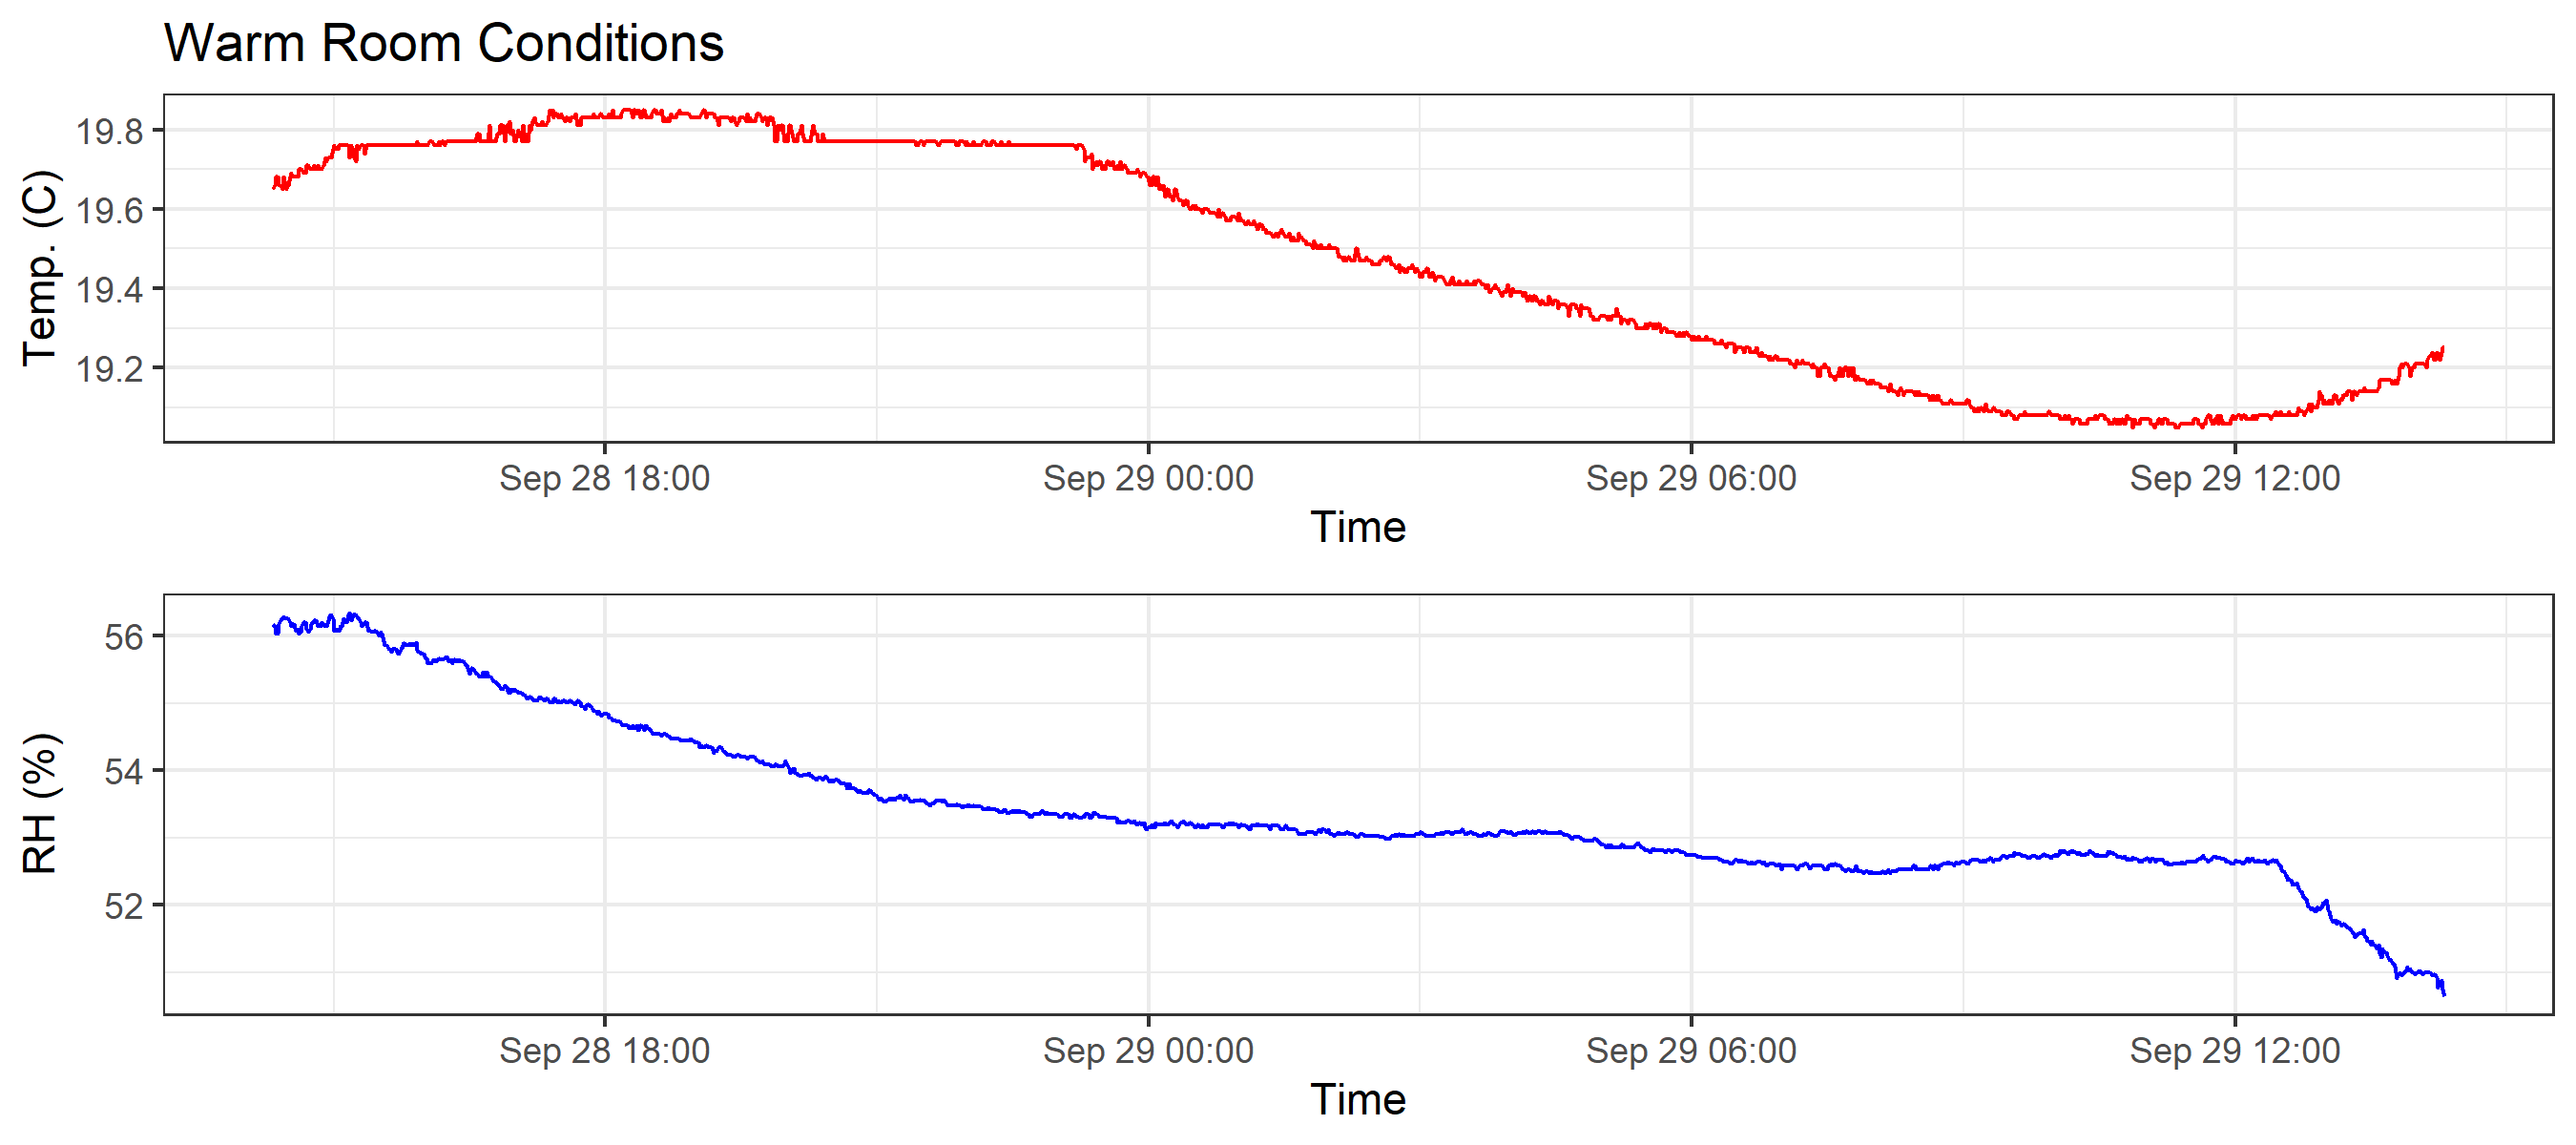 Warm Room Conditions
Temp. (C)
19.8
19.6
19.4
19.2
Sep 28 18:00 Sep 29 00:00 Sep 29 06:00 Sep 29 12:00
Time
RH (%)
56
54
52
Sep 28 18:00 Sep 29 00:00 Sep 29 06:00 Sep 29 12:00
Time